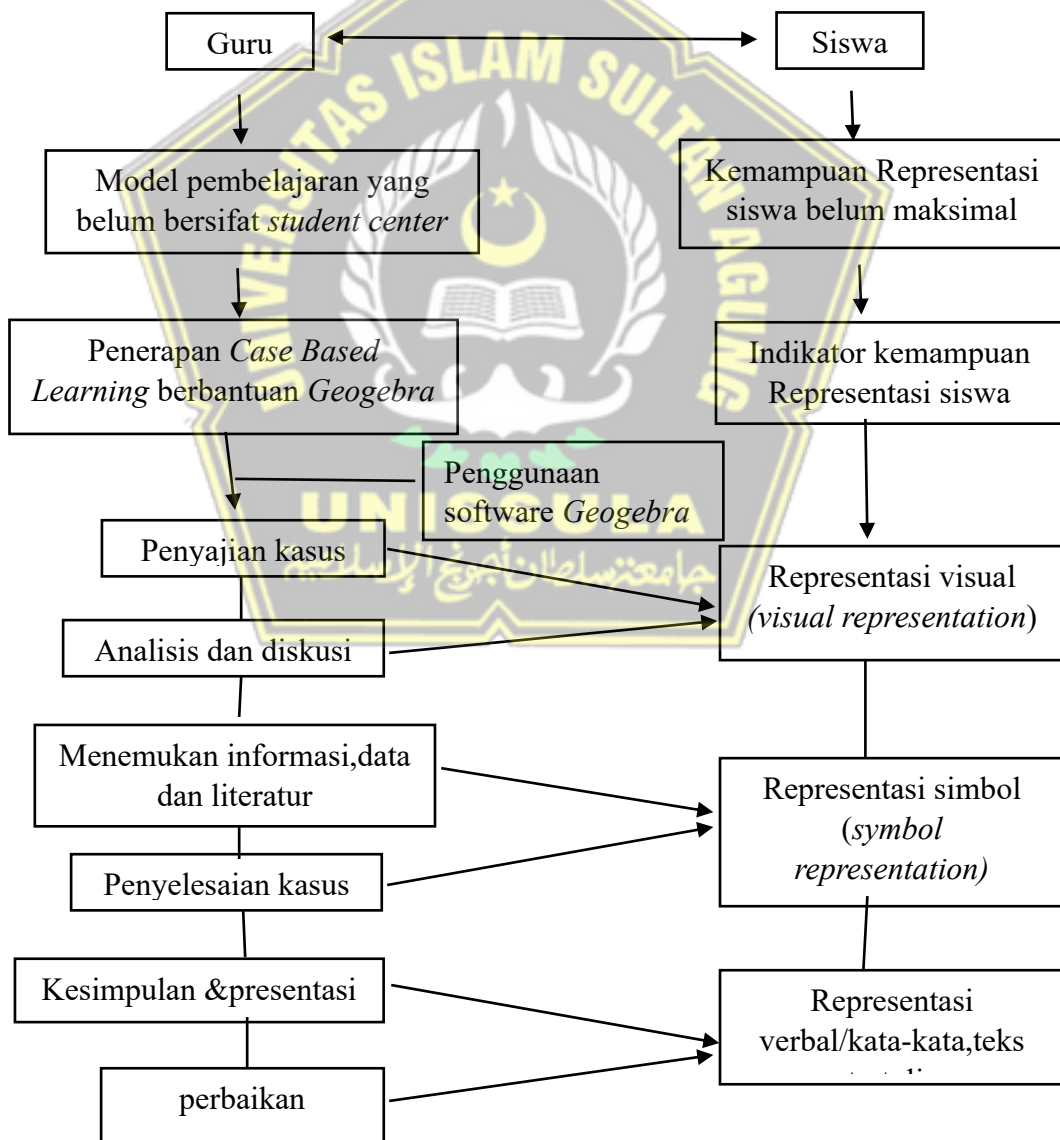 Guru
Siswa
UNIVERSITAS ISLAM SULTAN AGUNG
Model pembelajaran yang
belum bersifat student center
Kemampuan Representasi
siswa belum maksimal
Penerapan Case Based
Learning berbantuan Geogebra
Indikator kemampuan
Representasi siswa
Penggunaan
software Geogebra
UNISSULA
جامعتنسلطان أجونج الإسلامية
Penyajian kasus
Representasi visual
(visual representation)
Analisis dan diskusi
Menemukan informasi,data
dan literatur
Representasi simbol
(symbol
representation)
Penyelesaian kasus
Kesimpulan &presentasi
Representasi
verbal/kata-kata,teks
perbaikan